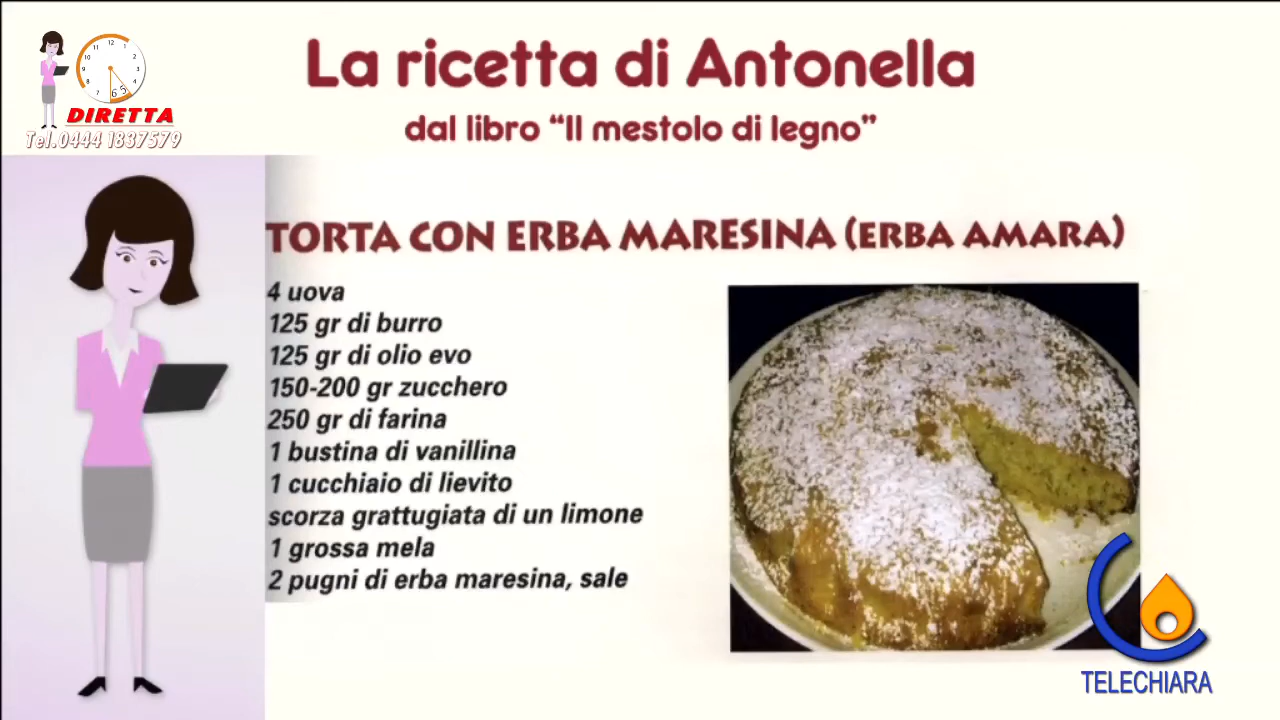 La ricetta di Antonella
dal libro “Il mestolo di legno”
DIRETTA
Tel.0444 1837579
TORTA CON ERBA MARESINA (ERBA AMARA)
4 uova
125 gr di burro
125 gr di olio evo
150-200 gr zucchero
250 gr di farina
1 bustina di vanillina
1 cucchiaio di lievito
scorza grattugiata di un limone
1 grossa mela
2 pugni di erba maresina, sale
TELECHIARA